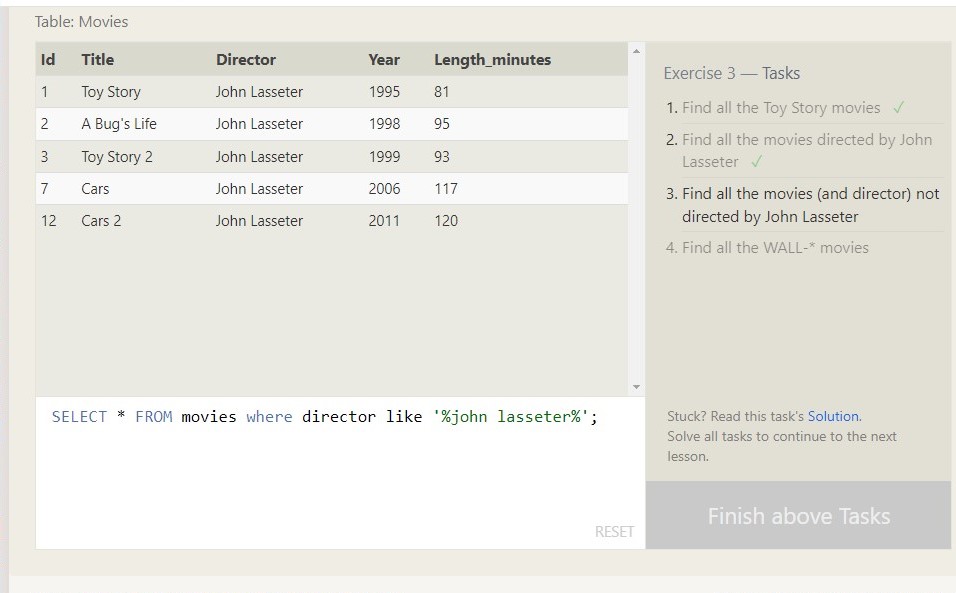 Table: Movies
Id Title Director Year Length_minutes
1 Toy Story John Lasseter 1995 81
2 A Bug's Life John Lasseter 1998 95
3 Toy Story 2 John Lasseter 1999 93
7 Cars John Lasseter 2006 117
12 Cars 2 John Lasseter 2011 120
SELECT * FROM movies where director like '%john lasseter%';
RESET
Exercise 3 — Tasks
1. Find all the Toy Story movies ✓
2. Find all the movies directed by John
Lasseter ✓
3. Find all the movies (and director) not
directed by John Lasseter
4. Find all the WALL-* movies
Stuck? Read this task's Solution.
Solve all tasks to continue to the next
lesson.
Finish above Tasks